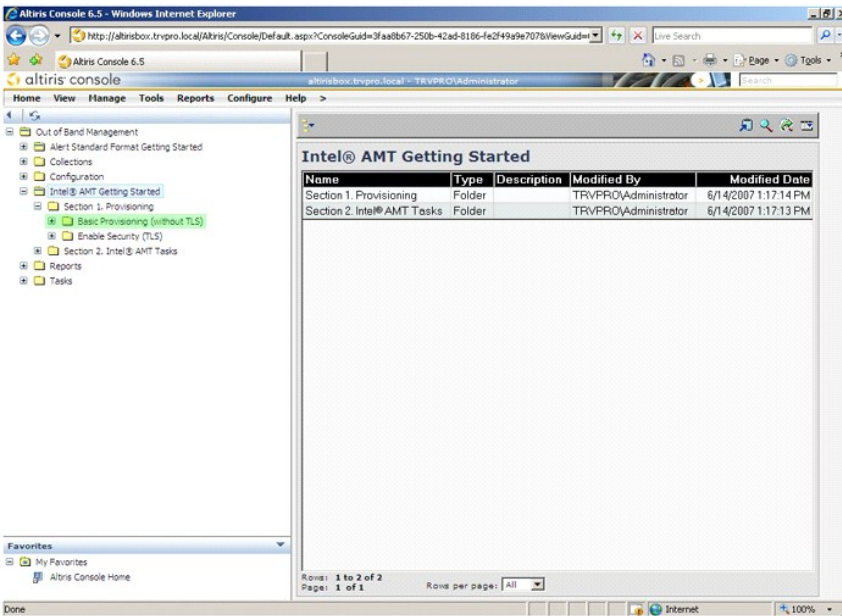 Altiris Console 6.5 - Windows Internet Explorer
http://altirisbox.trvpro.local/Altiris/Console/Default.aspx?ConsoleGuid=3faa8b67-250b-42ad-8186-fe2f49a9e707&ViewGuid=
Live Search
Altiris Console 6.5
Page
Tools
altiris console
altirisbox.trvpro.local - TRVPRO\Administrator
Search
Home View Manage Tools Reports Configure Help >
Out of Band Management
Alert Standard Format Getting Started
Collections
Configuration
Intel® AMT Getting Started
Section 1. Provisioning
Basic Provisioning (without TLS)
Enable Security (TLS)
Section 2. Intel® AMT Tasks
Reports
Tasks
Intel® AMT Getting Started
Name Type Description Modified By Modified Date
Section 1. Provisioning Folder TRVPRO\Administrator 6/14/2007 1:17:14 PM
Section 2. Intel® AMT Tasks Folder TRVPRO\Administrator 6/14/2007 1:17:13 PM
Favorites
My Favorites
Altiris Console Home
Rows: 1 to 2 of 2
Page: 1 of 1
Rows per page: All
Done
Internet
100%